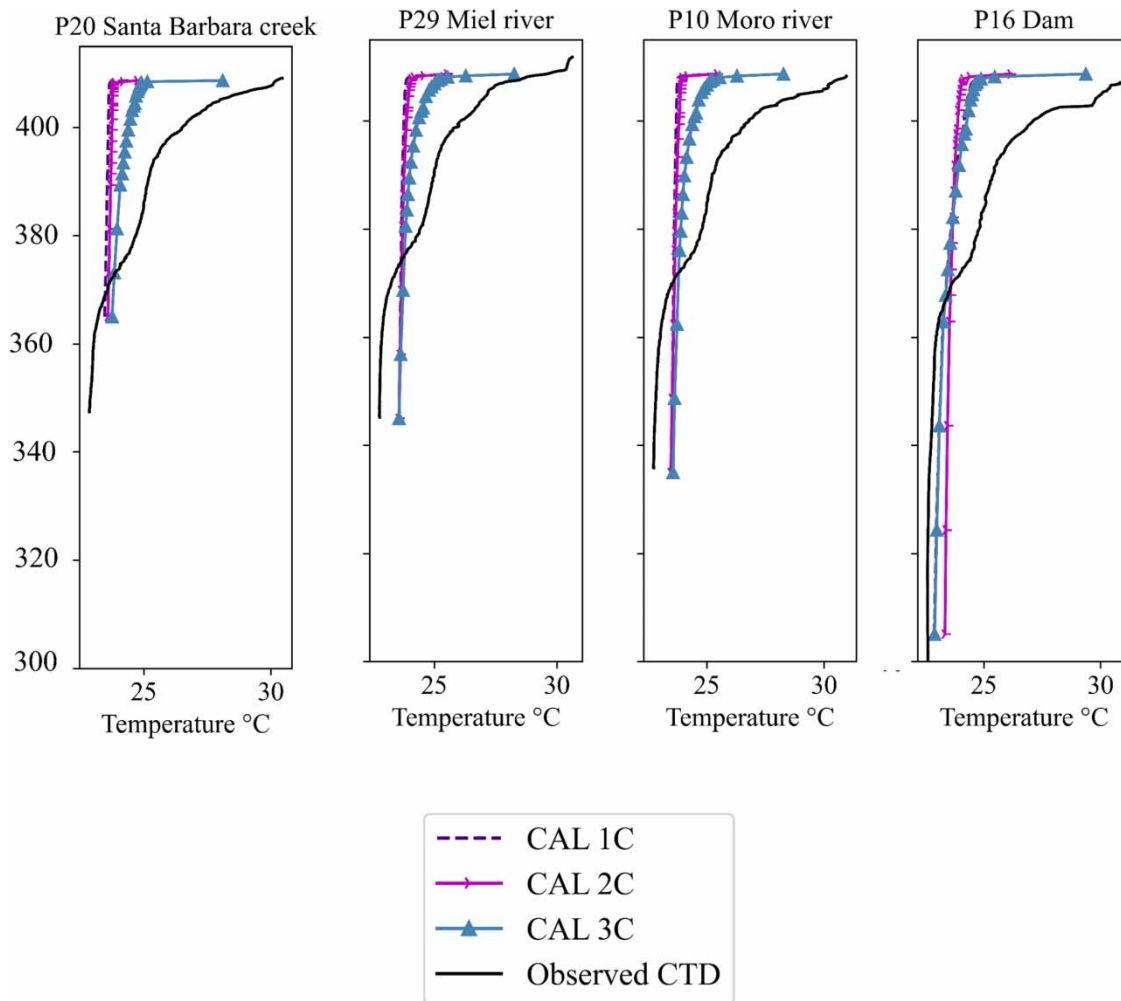 P20 Santa Barbara creek
P29 Miel river
P10 Moro river
P16 Dam
400
380
360
340
320
300
25 30
25 30
25 30
25 30
Temperature °C
Temperature °C
Temperature °C
Temperature °C
CAL 1C
CAL 2C
CAL 3C
Observed CTD